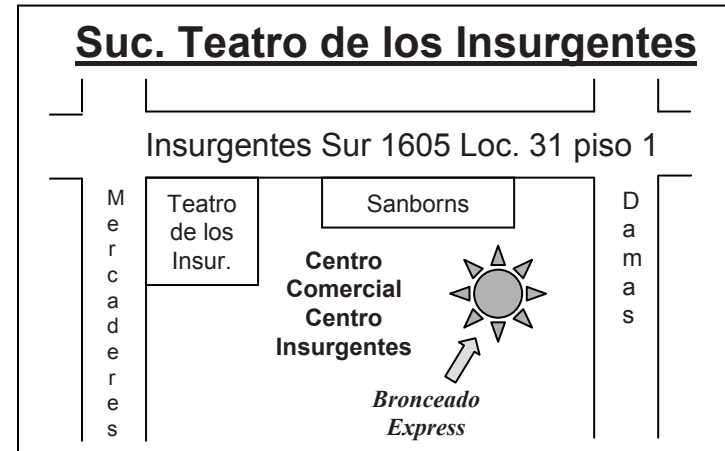 Suc. Teatro de los Insurgentes
Insurgentes Sur 1605 Loc. 31 piso 1
Mercaderes
Teatro
de los
Insur.
Sanborns
Damas
Centro
Comercial
Centro
Insurgentes
Bronceado
Express